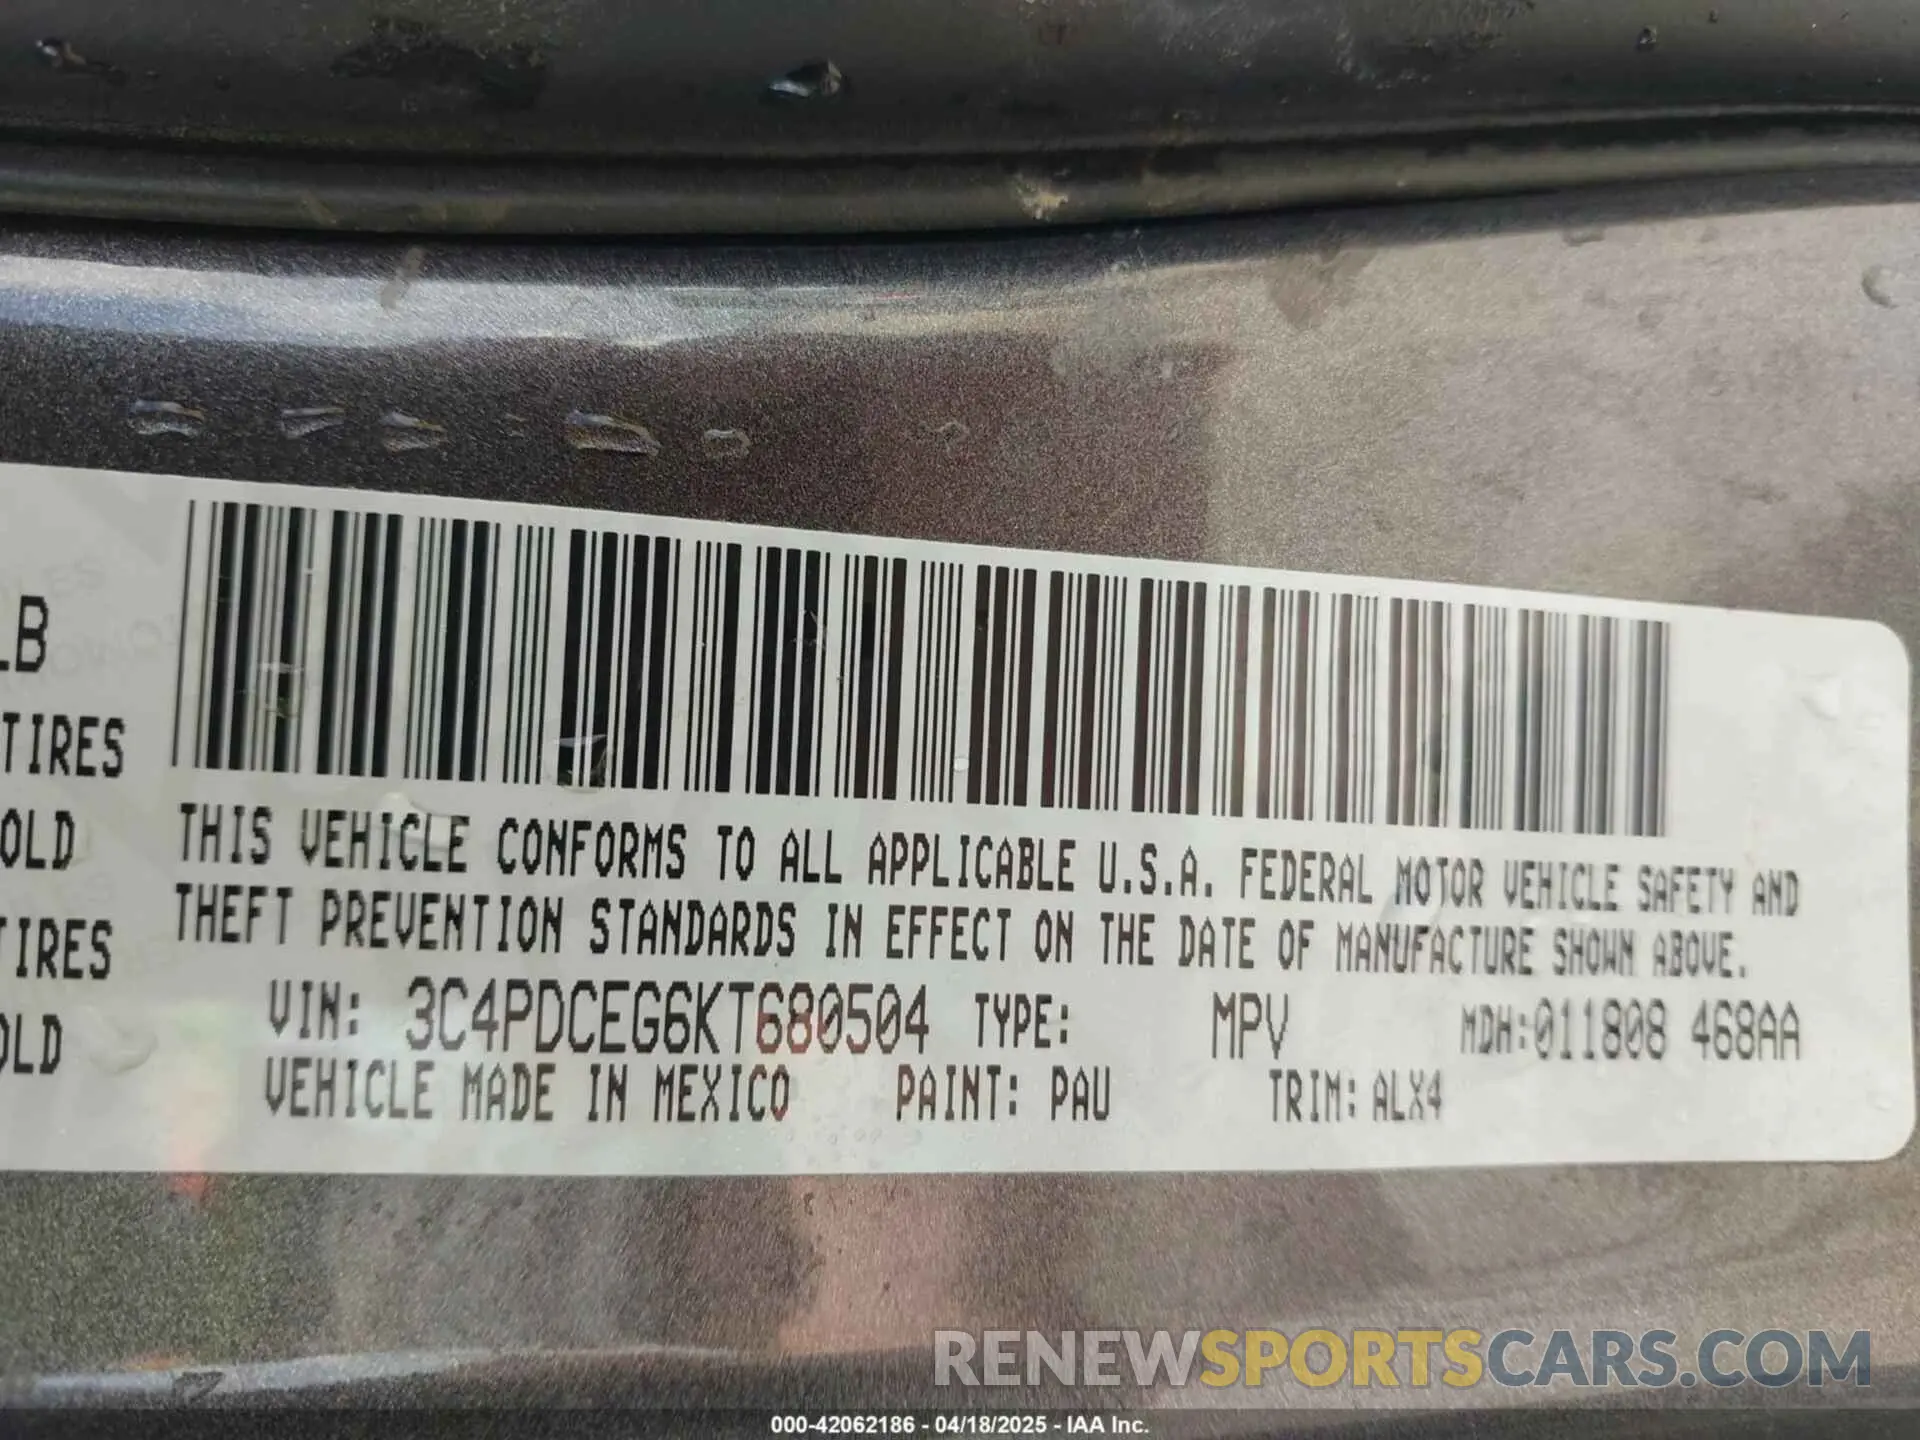 LB
TIRES
OLD
TIRES
OLD
THIS VEHICLE CONFORMS TO ALL APPLICABLE U.S.A. FEDERAL MOTOR VEHICLE SAFETY AND
THEFT PREVENTION STANDARDS IN EFFECT ON THE DATE OF MANUFACTURE SHOWN ABOVE.
VIN: 3C4PDCEG6KT680504 TYPE: MPV MDH:011808 468AA
VEHICLE MADE IN MEXICO PAINT: PAU TRIM: ALX4
RENEWSPORTSCARS.COM
000-42062186 - 04/18/2025 - IAA Inc.